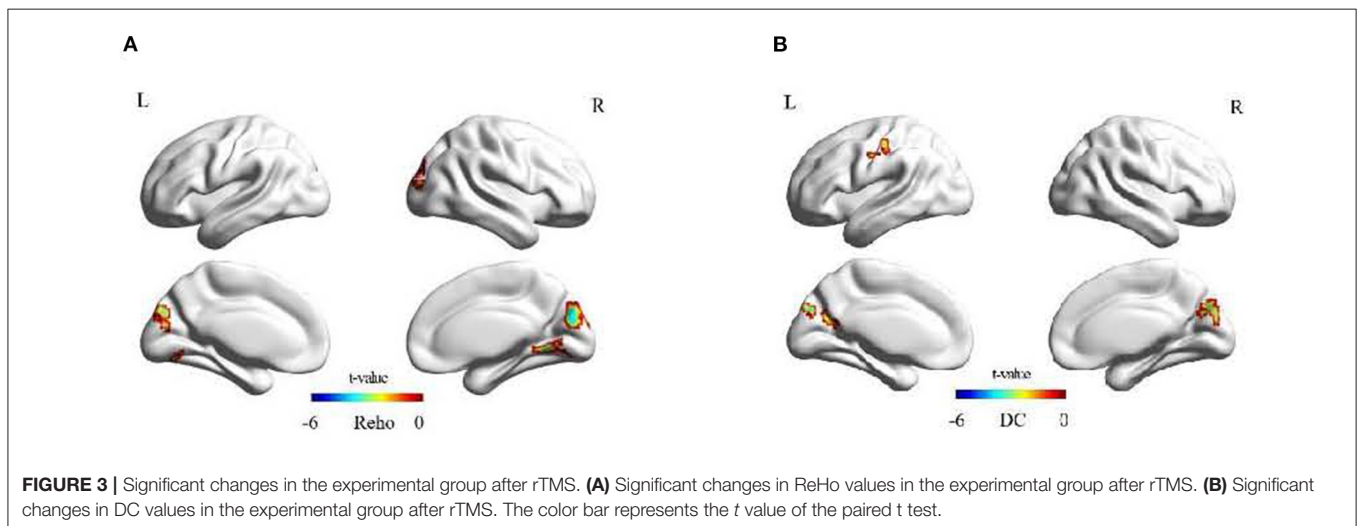 A
B
L
R
L
R
t-value
-6 Reho 0
t-value
-6 DC 0
FIGURE 3 | Significant changes in the experimental group after rTMS. (A) Significant changes in ReHo values in the experimental group after rTMS. (B) Significant
changes in DC values in the experimental group after rTMS. The color bar represents the t value of the paired t test.